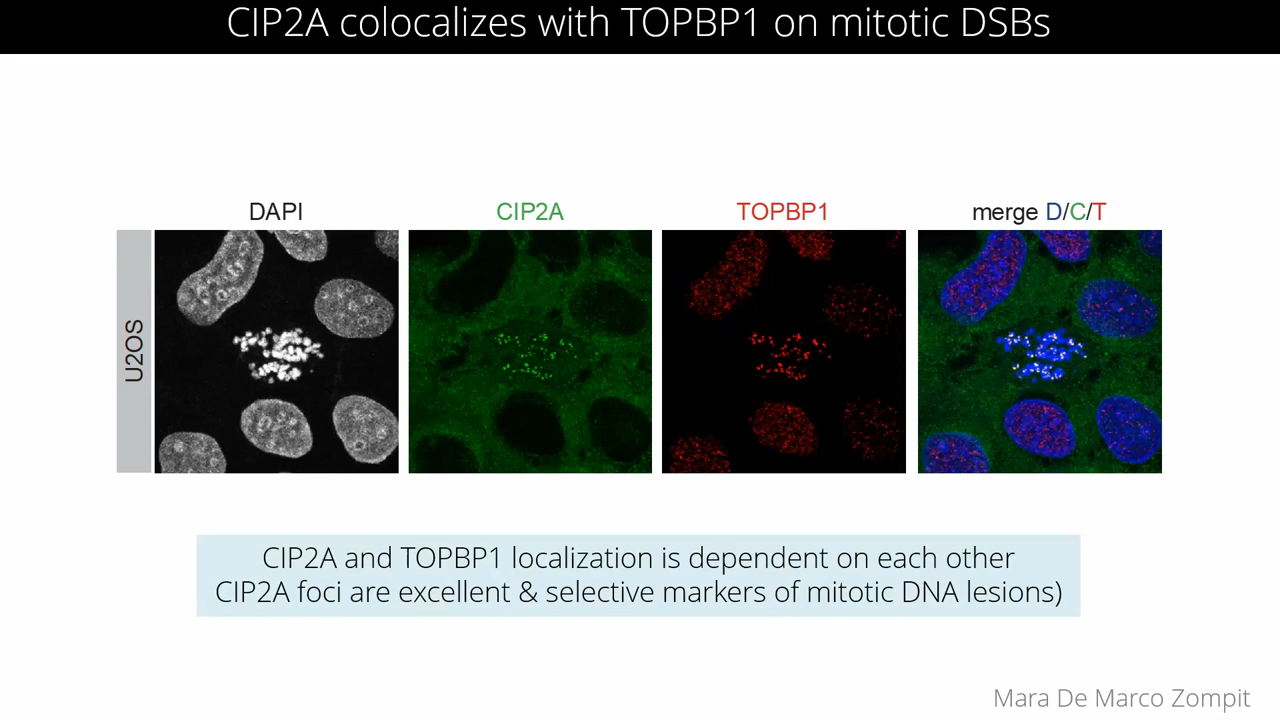 CIP2A colocalizes with TOPBP1 on mitotic DSBs
DAPI
CIP2A
TOPBP1
merge D/C/T
U2OS
CIP2A and TOPBP1 localization is dependent on each other
CIP2A foci are excellent & selective markers of mitotic DNA lesions)
Mara De Marco Zompit